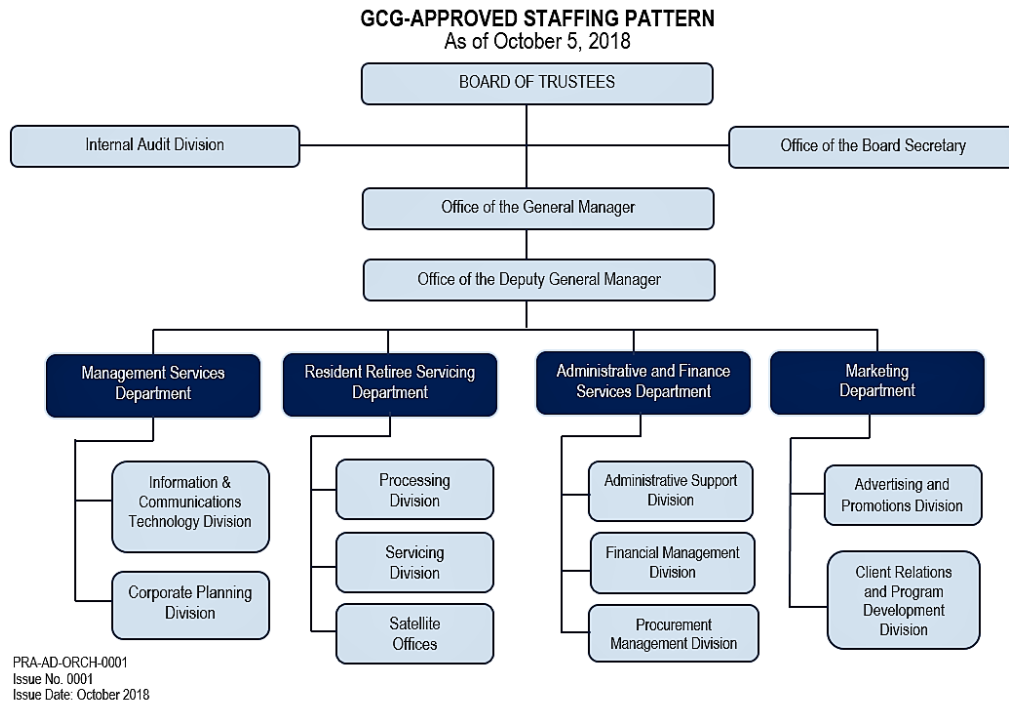 GCG-APPROVED STAFFING PATTERN
As of October 5, 2018
BOARD OF TRUSTEES
Internal Audit Division
Office of the Board Secretary
Office of the General Manager
Office of the Deputy General Manager
Management Services
Department
Resident Retiree Servicing
Department
Administrative and Finance
Services Department
Marketing
Department
Information &
Communications
Technology Division
Corporate Planning
Division
Processing
Division
Servicing
Division
Satellite
Offices
Administrative Support
Division
Financial Management
Division
Procurement
Management Division
Advertising and
Promotions Division
Client Relations
and Program
Development
Division
PRA-AD-ORCH-0001
Issue No. 0001
Issue Date: October 2018